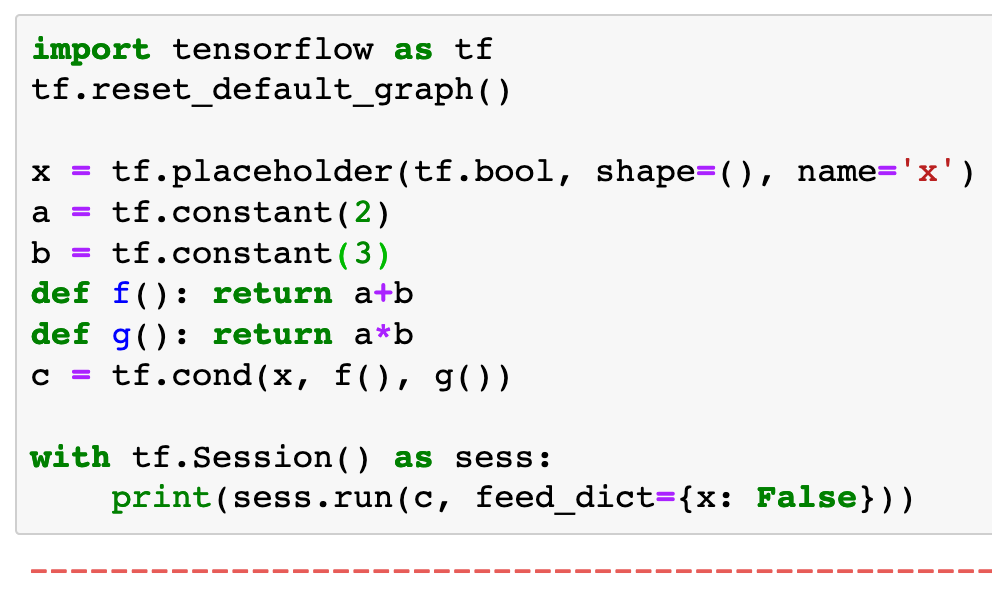 import tensorflow as tf
tf.reset_default_graph()
x = tf.placeholder(tf.bool, shape=(), name='x')
a = tf.constant(2)
b = tf.constant(3)
def f(): return a+b
def g(): return a*b
c = tf.cond(x, f(), g())
with tf.Session() as sess:
    print(sess.run(c, feed_dict={x: False}))